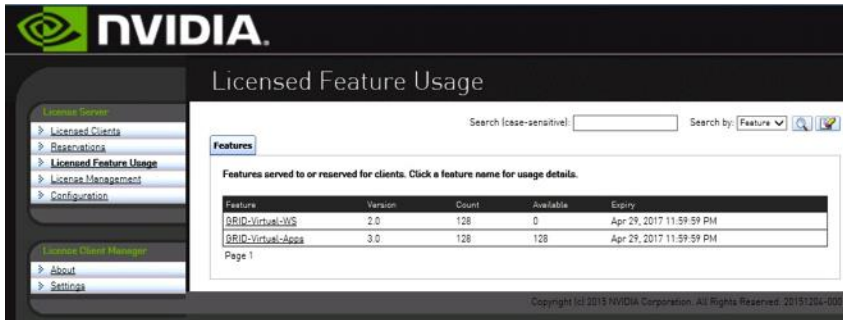 NVIDIA.
Licensed Feature Usage
License Server
Licensed Clients
Reservations
Licensed Feature Usage
License Management
Configuration
License Client Manager
About
Settings
Search (case-sensitive): Search by: Feature
Features
Features served to or reserved for clients. Click a feature name for usage details.
Feature Version Count Available Expiry
GRID-Virtual-WS 2.0 128 0 Apr 29, 2017 11:59:59 PM
GRID-Virtual-Apps 3.0 128 128 Apr 29, 2017 11:59:59 PM
Page 1
Copyright (c) 2015 NVIDIA Corporation. All Rights Reserved. 20151204-000